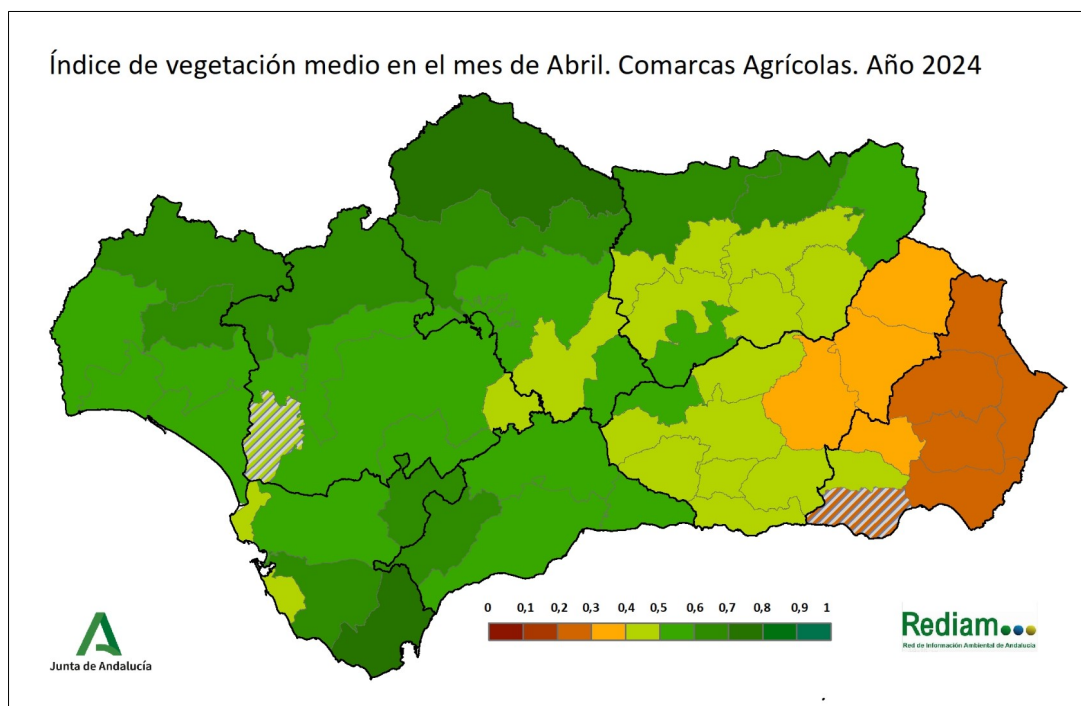 Índice de vegetación medio en el mes de Abril. Comarcas Agrícolas. Año 2024
0 0,1 0,2 0,3 0,4 0,5 0,6 0,7 0,8 0,9 1
Junta de Andalucía
Rediam
Red de Información Ambiental de Andalucía